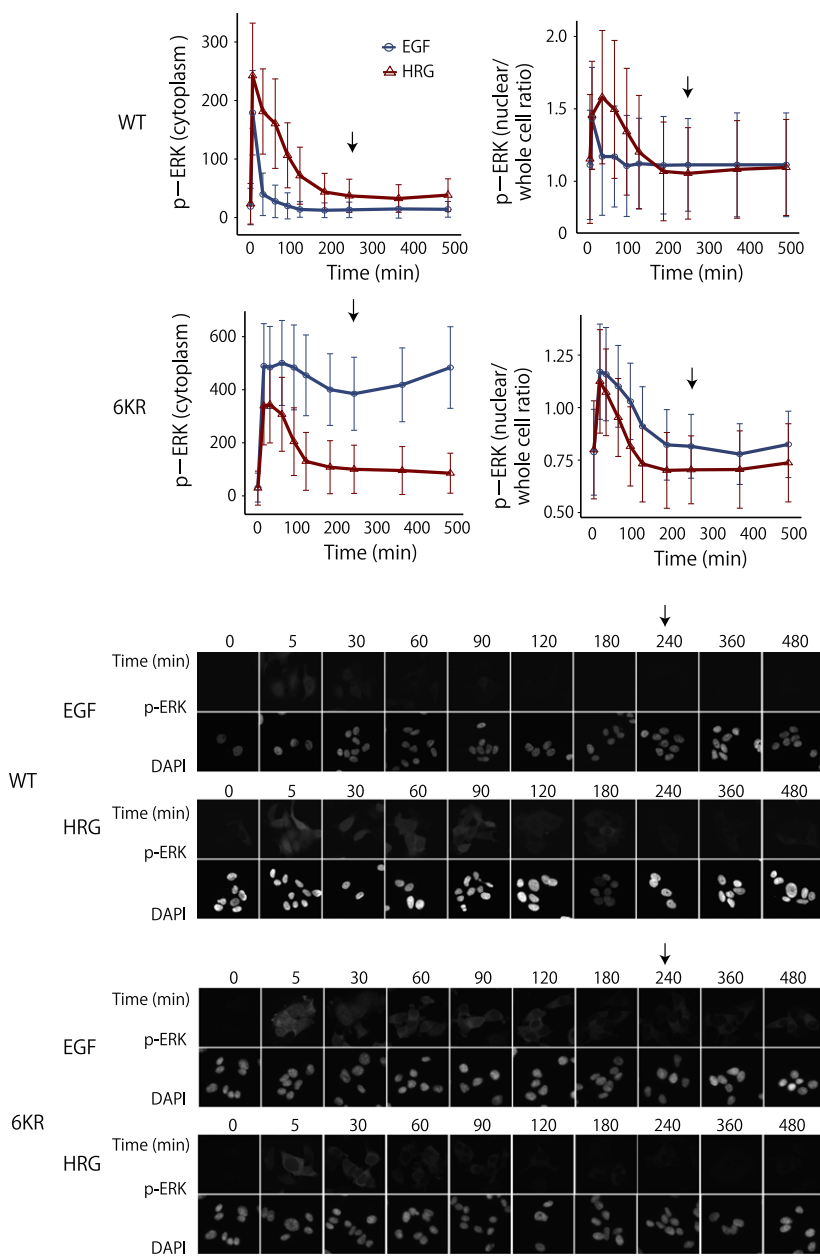 WT
p−ERK (cytoplasm)
300
200
100
0
0 100 200 300 400 500
Time (min)
EGF
HRG
p−ERK (nuclear/
whole cell ratio)
2.0
1.5
1.0
0
0 100 200 300 400 500
Time (min)
6KR
p−ERK (cytoplasm)
600
400
200
0
0 100 200 300 400 500
Time (min)
p−ERK (nuclear/
whole cell ratio)
1.25
1.00
0.75
0.50
0 100 200 300 400 500
Time (min)
WT
EGF
0 5 30 60 90 120 180 240 360 480
Time (min)
p-ERK
DAPI
HRG
0 5 30 60 90 120 180 240 360 480
Time (min)
p-ERK
DAPI
6KR
EGF
0 5 30 60 90 120 180 240 360 480
Time (min)
p-ERK
DAPI
HRG
0 5 30 60 90 120 180 240 360 480
Time (min)
p-ERK
DAPI